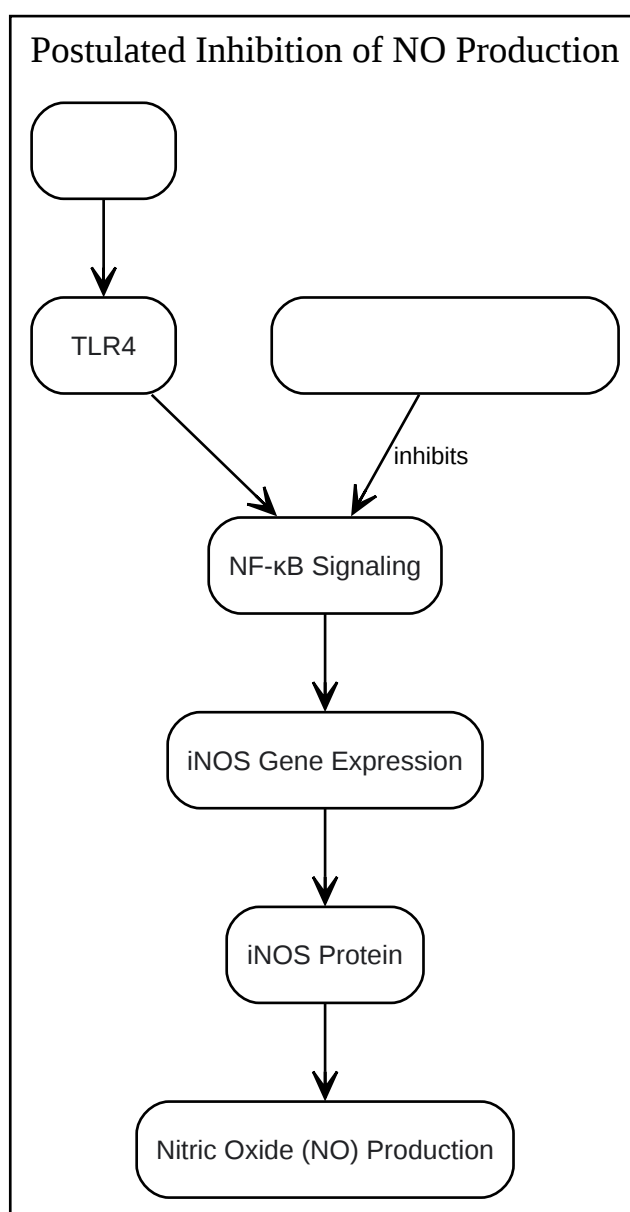 Postulated Inhibition of NO Production
TLR4
inhibits
NF-κB Signaling
iNOS Gene Expression
iNOS Protein
Nitric Oxide (NO) Production